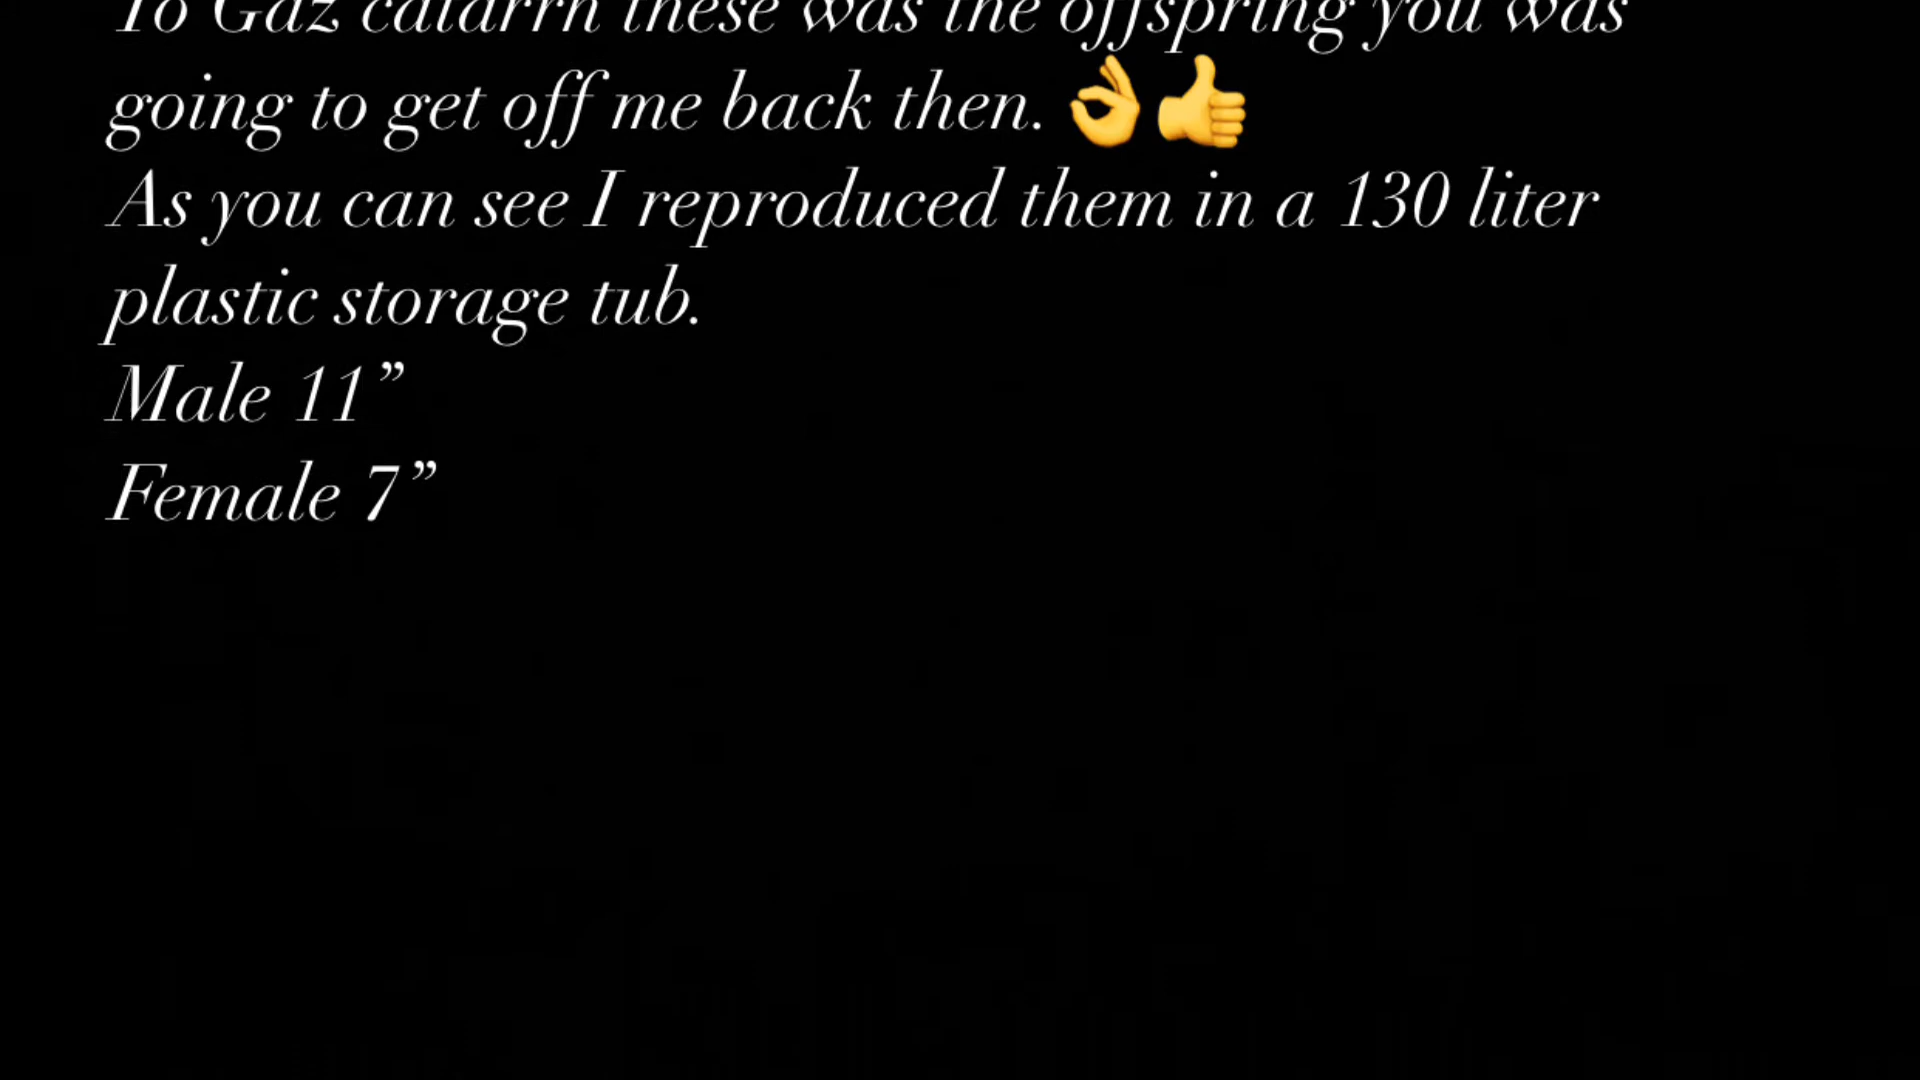 To Gaz catarrh these was the offspring you was
going to get off me back then. 👌👍
As you can see I reproduced them in a 130 liter
plastic storage tub.
Male 11”
Female 7”